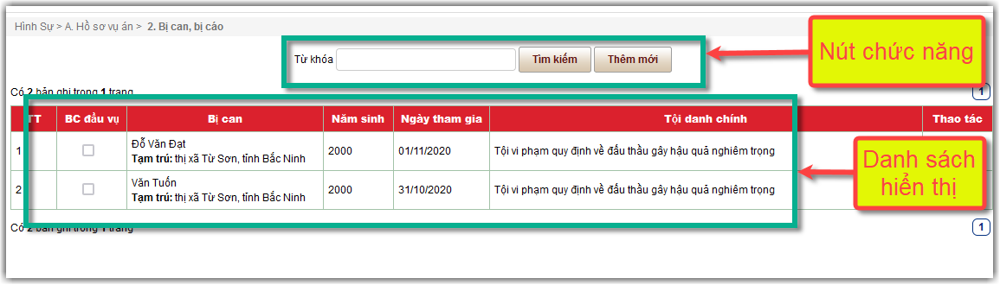 Hình Sự > A. Hồ sơ vụ án > 2. Bị can, bị cáo
Từ khóa Tìm kiếm Thêm mới
Nút chức năng
Có 2 bản ghi trong 1 trang 1
TT BC đầu vụ Bị can Năm sinh Ngày tham gia Tội danh chính Thao tác
1 Đỗ Văn Đạt
Tạm trú: thị xã Từ Sơn, tỉnh Bắc Ninh 2000 01/11/2020 Tội vi phạm quy định về đấu thầu gây hậu quả nghiêm trọng
2 Văn Tuốn
Tạm trú: thị xã Từ Sơn, tỉnh Bắc Ninh 2000 31/10/2020 Tội vi phạm quy định về đấu thầu gây hậu quả nghiêm trọng
Danh sách
hiển thị
Có 2 bản ghi trong 1 trang 1